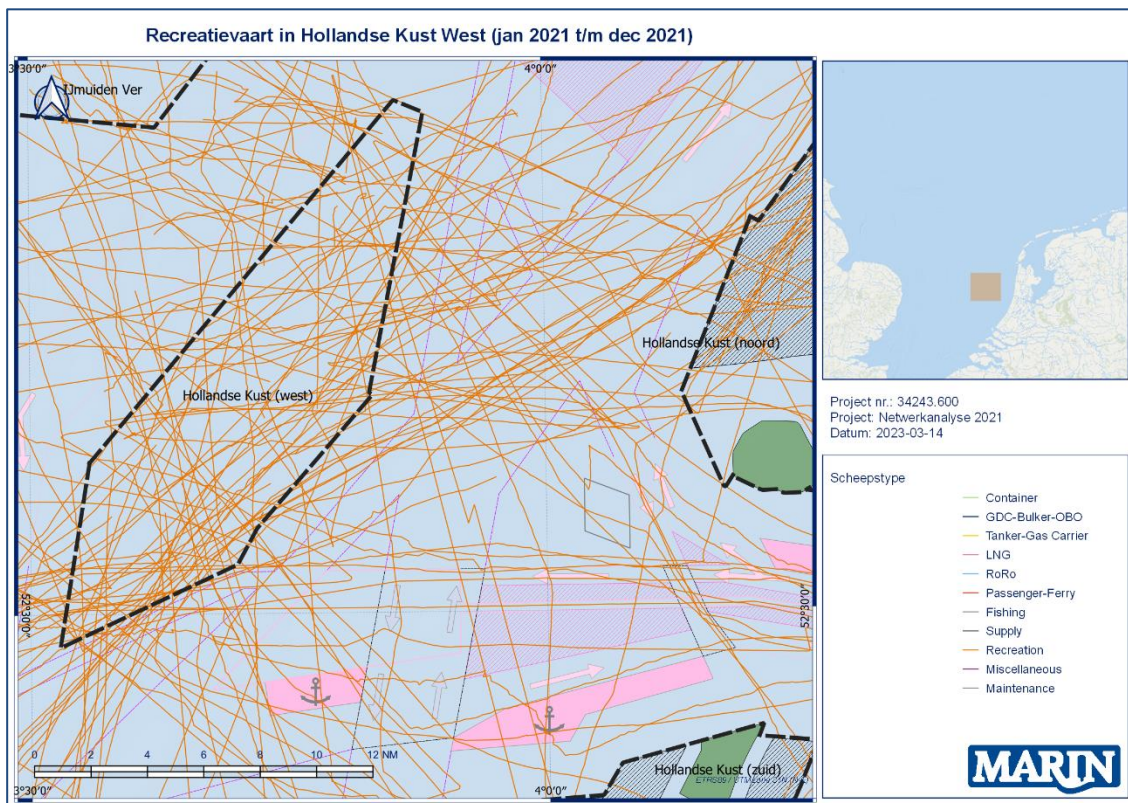 Recreatievaart in Hollandse Kust West (jan 2021 t/m dec 2021)
3°30'0"
4°0'0"
IJmuiden Ver
Hollandse Kust (noord)
Hollandse Kust (west)
52°30'0"
52°30'0"
0 2 4 6 8 10 12 NM
Hollandse Kust (zuid)
3°30'0"
4°0'0"
Project nr.: 34243.600
Project: Netwerkanalyse 2021
Datum: 2023-03-14
Scheepstype
Container
GDC-Bulker-OBO
Tanker-Gas Carrier
LNG
RoRo
Passenger-Ferry
Fishing
Supply
Recreation
Miscellaneous
Maintenance
MARIN